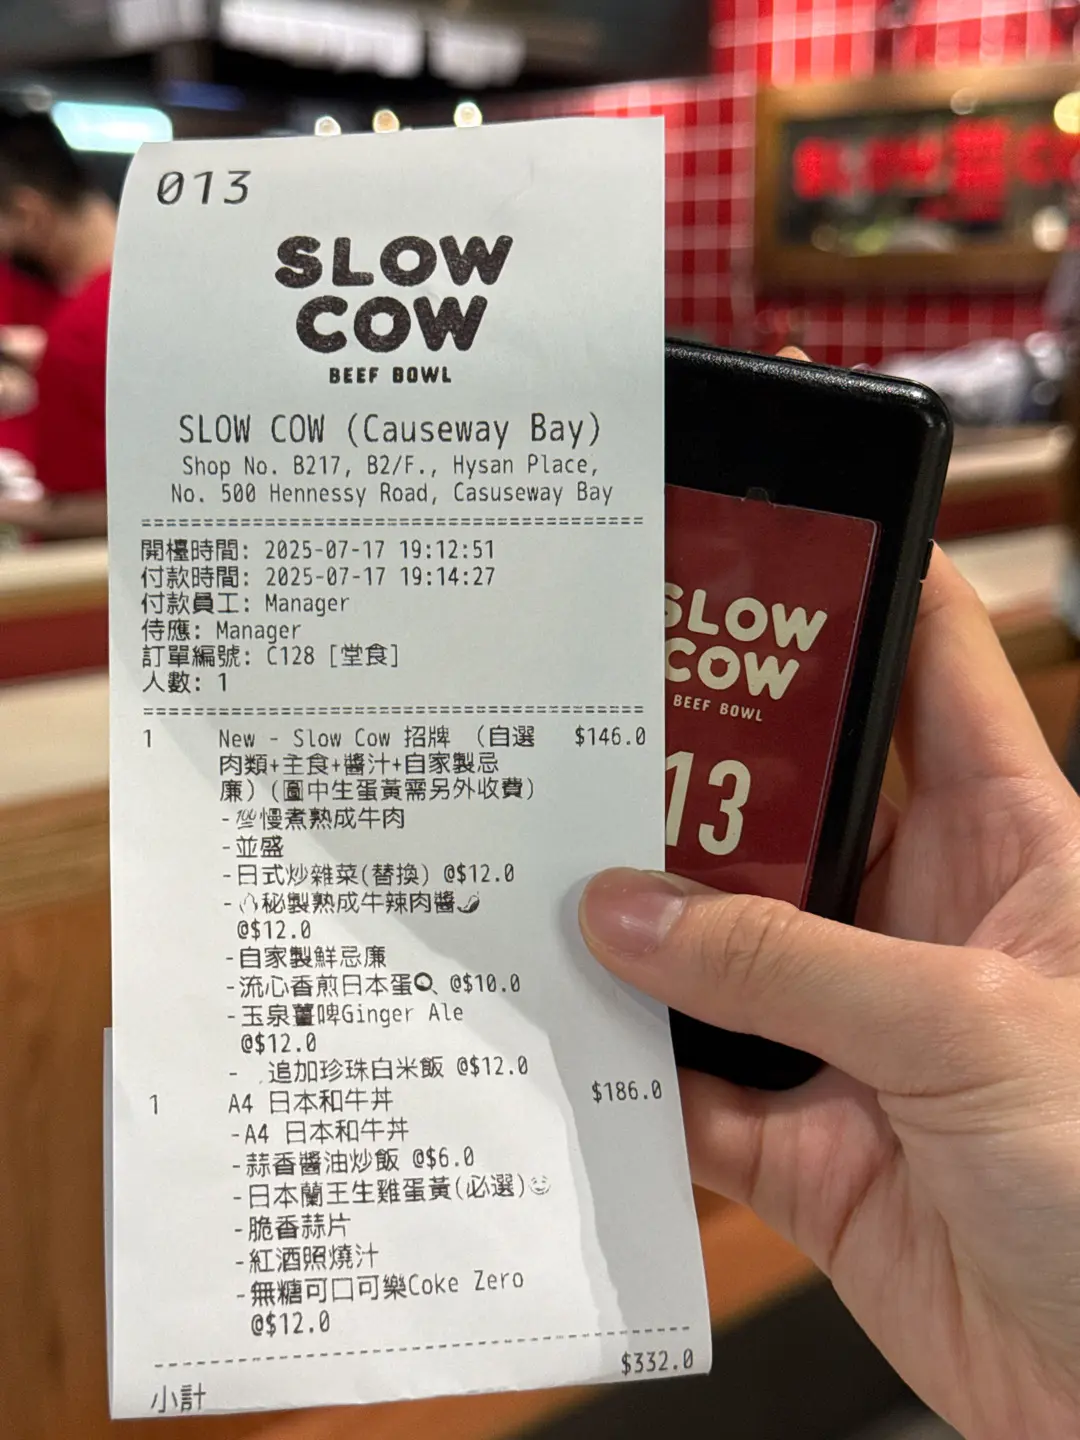 013
SLOW
COW
BEEF BOWL
SLOW COW (Causeway Bay)
Shop No. B217, B2/F., Hysan Place,
No. 500 Hennessy Road, Casuseway Bay
開檯時間: 2025-07-17 19:12:51
付款時間: 2025-07-17 19:14:27
付款員工: Manager
侍應: Manager
訂單編號: C128 [堂食]
人數: 1
1 New - Slow Cow 招牌 （自選 $146.0
肉類+主食+醬汁+自家製忌
廉）(圖中生蛋黃需另外收費)
-💯慢煮熟成牛肉
-並盛
-日式炒雜菜(替換) @$12.0
-🔥秘製熟成牛辣肉醬🌶
@$12.0
-自家製鮮忌廉
-流心香煎日本蛋🍳 @$10.0
-玉泉薑啤Ginger Ale
@$12.0
- 追加珍珠白米飯 @$12.0
1 A4 日本和牛丼 $186.0
-A4 日本和牛丼
-蒜香醬油炒飯 @$6.0
-日本蘭王生雞蛋黃(必選)
-脆香蒜片
-紅酒照燒汁
-無糖可口可樂Coke Zero
@$12.0
小計 $332.0
SLOW
COW
BEEF BOWL
13